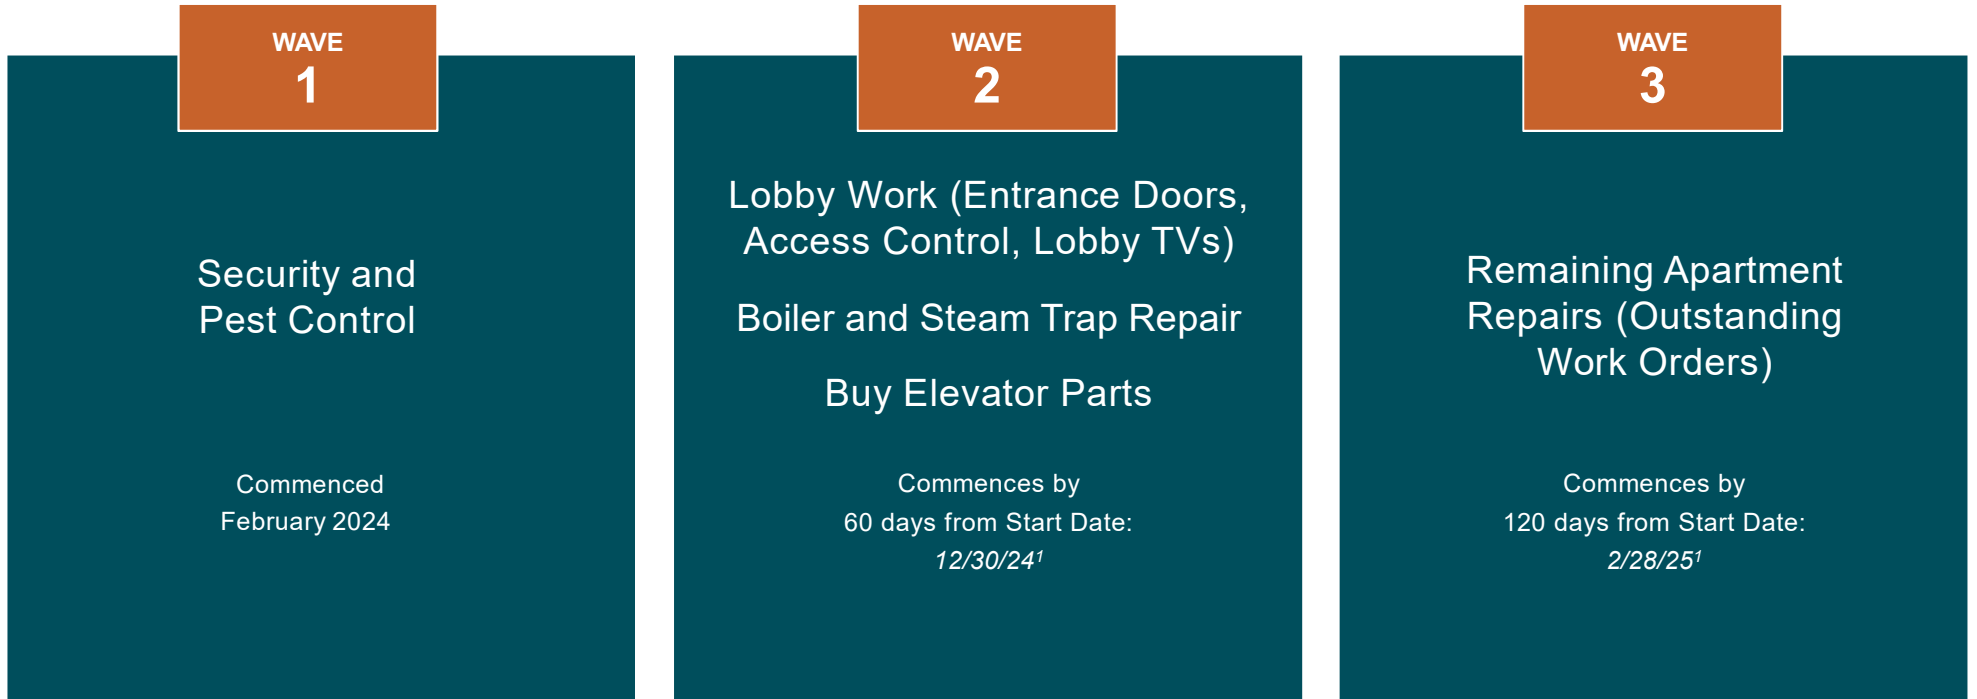 WAVE
1
Security and
Pest Control
Commenced
February 2024
WAVE
2
Lobby Work (Entrance Doors,
Access Control, Lobby TVs)
Boiler and Steam Trap Repair
Buy Elevator Parts
Commences by
60 days from Start Date:
12/30/24¹
WAVE
3
Remaining Apartment
Repairs (Outstanding
Work Orders)
Commences by
120 days from Start Date:
2/28/25¹